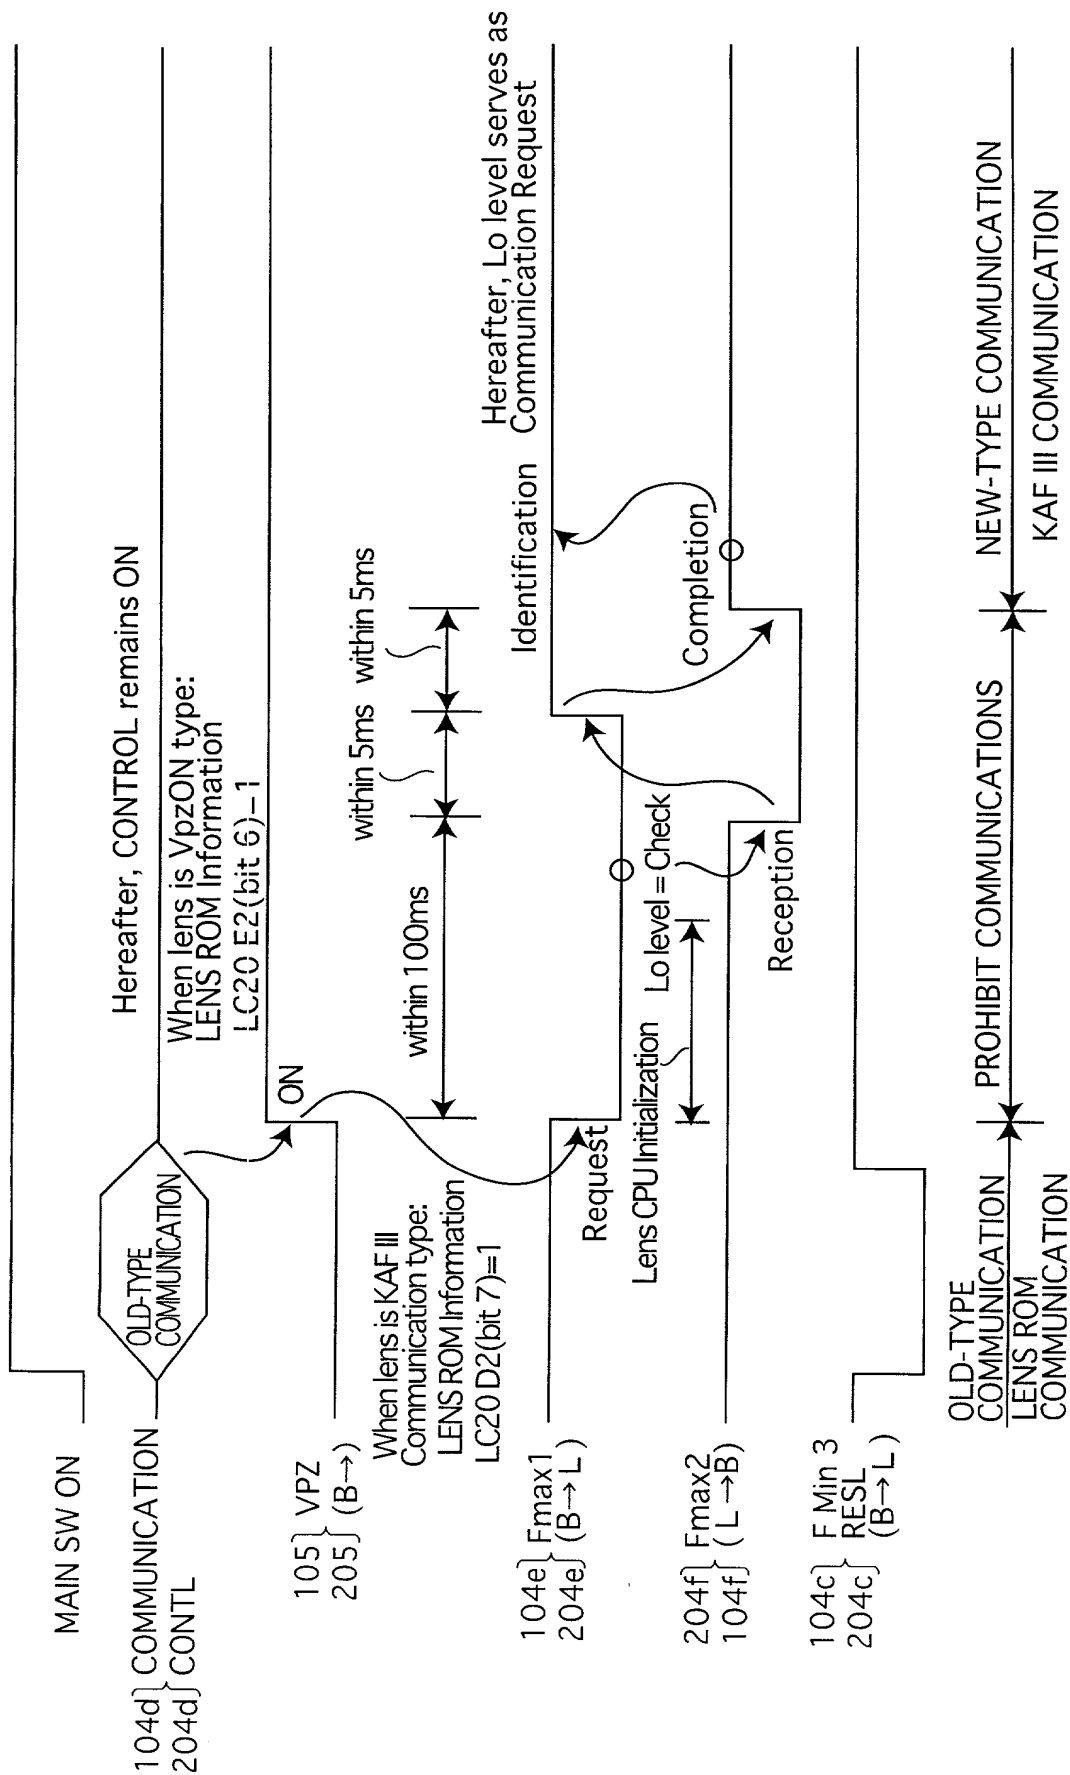 MAIN SW ON
104d } COMMUNICATION
204d } CONTL
OLD-TYPE
COMMUNICATION
Hereafter, CONTROL remains ON
105 } VPZ
205 } (B→)
ON
When lens is VpzON type:
LENS ROM Information
LC20 E2(bit 6)–1
When lens is KAF III
Communication type:
LENS ROM Information
LC20 D2(bit 7)=1
within 100ms
within 5ms
within 5ms
104e } Fmax1
204e } (B→L)
Request
Identification
Hereafter, Lo level serves as
Communication Request
Lens CPU Initialization
Lo level = Check
204f } Fmax2
104f } (L→B)
Reception
Completion
104c } F Min 3
204c } RESL
(B→L)
OLD-TYPE
COMMUNICATION
LENS ROM
COMMUNICATION
PROHIBIT COMMUNICATIONS
NEW-TYPE COMMUNICATION
KAF III COMMUNICATION